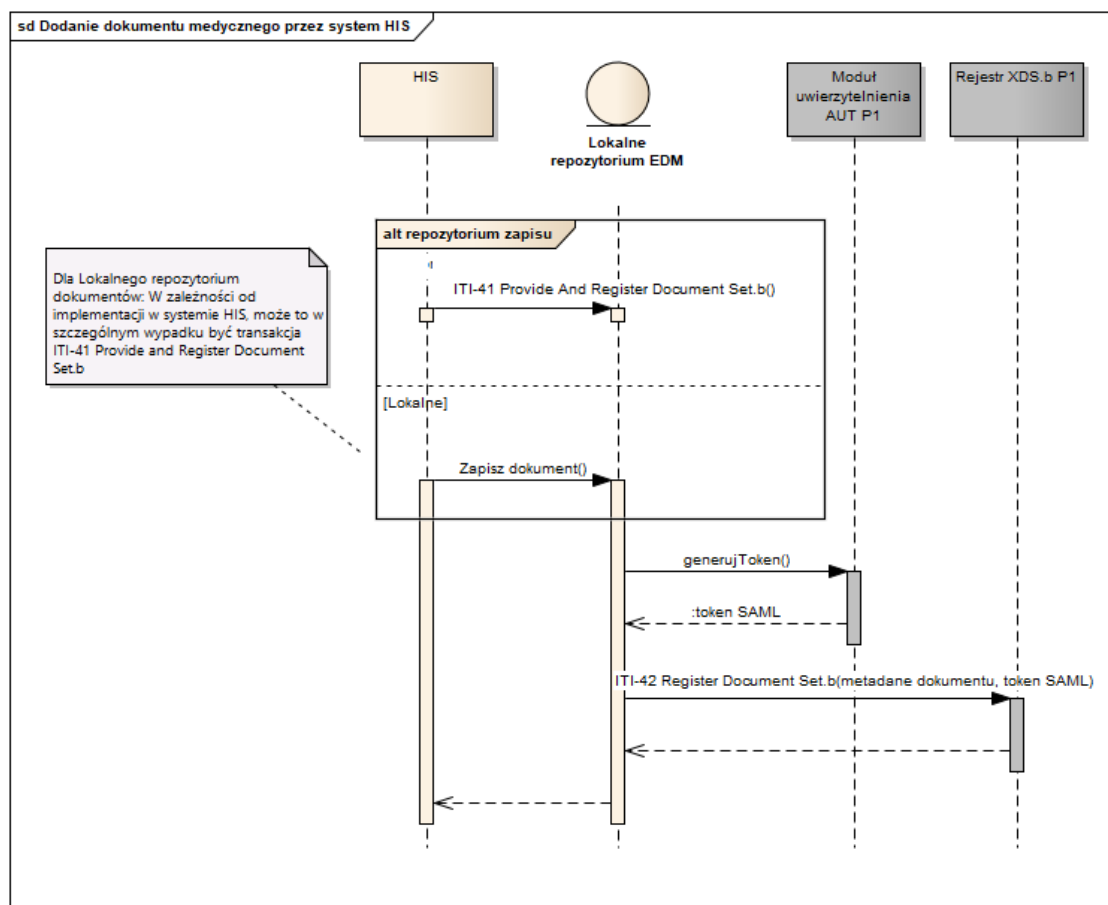 sd Dodanie dokumentu medycznego przez system HIS
HIS
Lokalne
repozytorium EDM
Moduł
uwierzytelnienia
AUT P1
Rejestr XDS.b P1
alt repozytorium zapisu
Dla Lokalnego repozytorium
dokumentów: W zależności od
implementacji w systemie HIS, może to w
szczególnym wypadku być transakcja
ITI-41 Provide and Register Document
Set.b
ITI-41 Provide And Register Document Set.b()
[Lokalne]
Zapisz dokument()
generujToken()
:token SAML
ITI-42 Register Document Set.b(metadane dokumentu, token SAML)